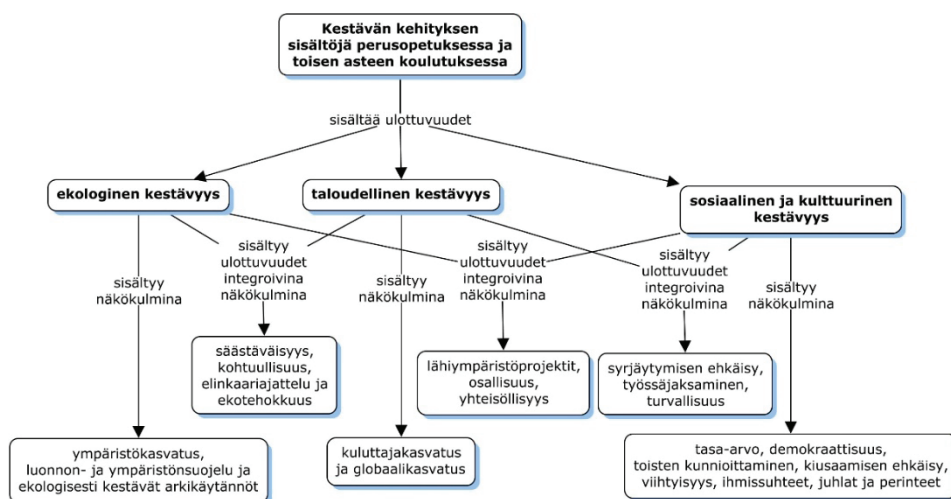 Kestävän kehityksen
sisältöjä perusopetuksessa ja
toisen asteen koulutuksessa
sisältää ulottuvuudet
ekologinen kestävyys
taloudellinen kestävyys
sosiaalinen ja kulttuurinen
kestävyys
sisältyy
näkökulmina
sisältyy
ulottuvuudet
integroivina
näkökulmina
sisältyy
näkökulmina
sisältyy
ulottuvuudet
integroivina
näkökulmina
sisältyy
ulottuvuudet
integroivina
näkökulmina
sisältyy
näkökulmina
säästäväisyys,
kohtuullisuus,
elinkaariajattelu ja
ekotehokkuus
lähiympäristöprojektit,
osallisuus,
yhteisöllisyys
syrjäytymisen ehkäisy,
työssäjaksaminen,
turvallisuus
ympäristökasvatus,
luonnon- ja ympäristönsuojelu ja
ekologisesti kestävät arkikäytännöt
kuluttajakasvatus
ja globaalikasvatus
tasa-arvo, demokraattisuus,
toisten kunnioittaminen, kiusaamisen ehkäisy,
viihtyisyys, ihmissuhteet, juhlat ja perinteet